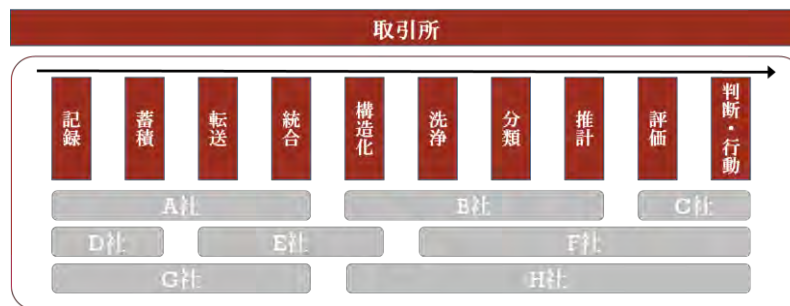 取引所
記録
蓄積
転送
統合
構造化
洗浄
分類
推計
評価
判断・行動
A社
B社
C社
D社
E社
F社
G社
H社